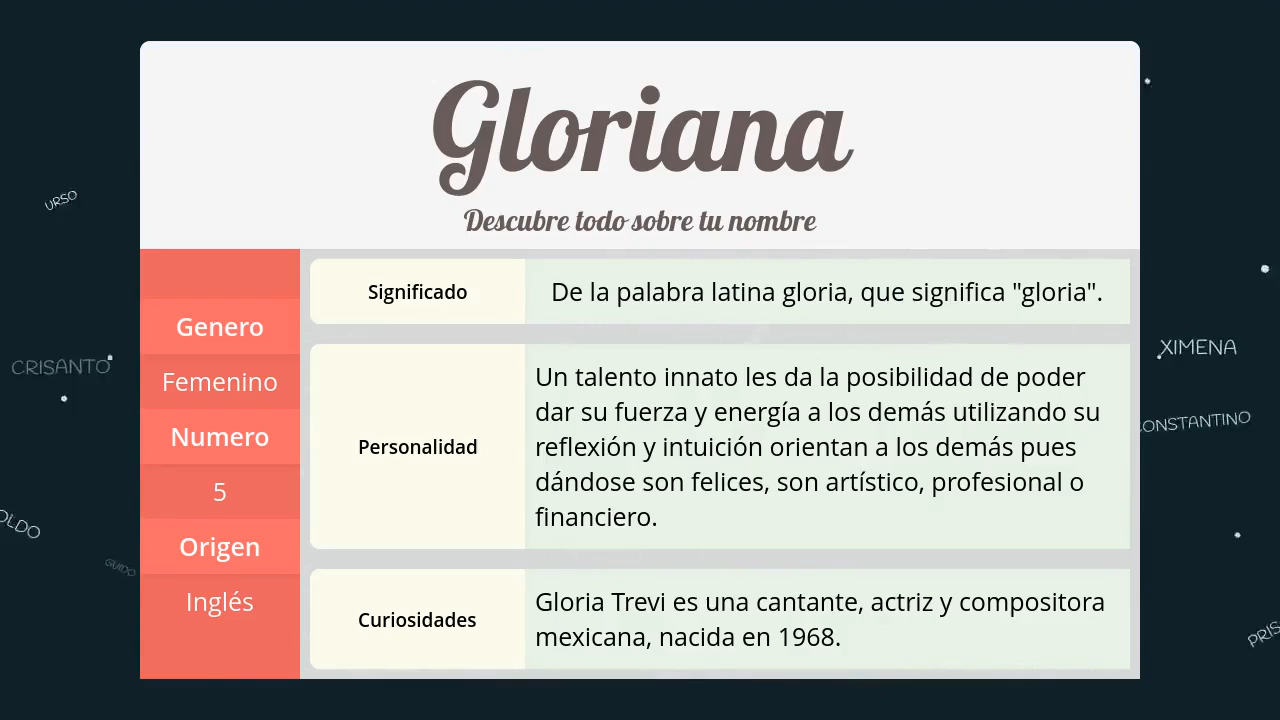 Gloriana
Descubre todo sobre tu nombre
Genero
Femenino
Numero
5
Origen
Inglés
Significado
De la palabra latina gloria, que significa "gloria".
Personalidad
Un talento innato les da la posibilidad de poder
dar su fuerza y energía a los demás utilizando su
reflexión y intuición orientan a los demás pues
dándose son felices, son artístico, profesional o
financiero.
Curiosidades
Gloria Trevi es una cantante, actriz y compositora
mexicana, nacida en 1968.
URSO
CRISANTO
OLDO
GUIDO
XIMENA
ONSTANTINO
PRIS